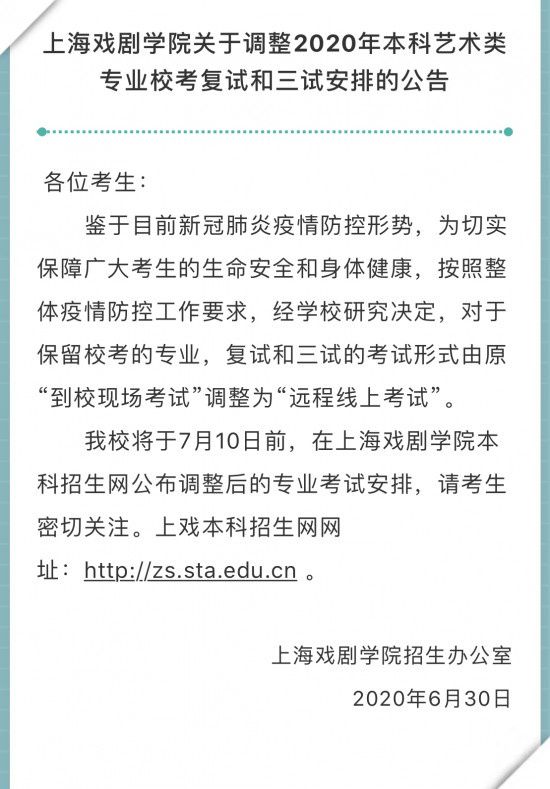 上海戏剧学院关于调整2020年本科艺术类
专业校考复试和三试安排的公告
各位考生：
鉴于目前新冠肺炎疫情防控形势，为切实
保障广大考生的生命安全和身体健康，按照整
体疫情防控工作要求，经学校研究决定，对于
保留校考的专业，复试和三试的考试形式由原
“到校现场考试”调整为“远程线上考试”。
我校将于7月10日前，在上海戏剧学院本
科招生网公布调整后的专业考试安排，请考生
密切关注。上戏本科招生网网
址：http://zs.sta.edu.cn 。
上海戏剧学院招生办公室
2020年6月30日